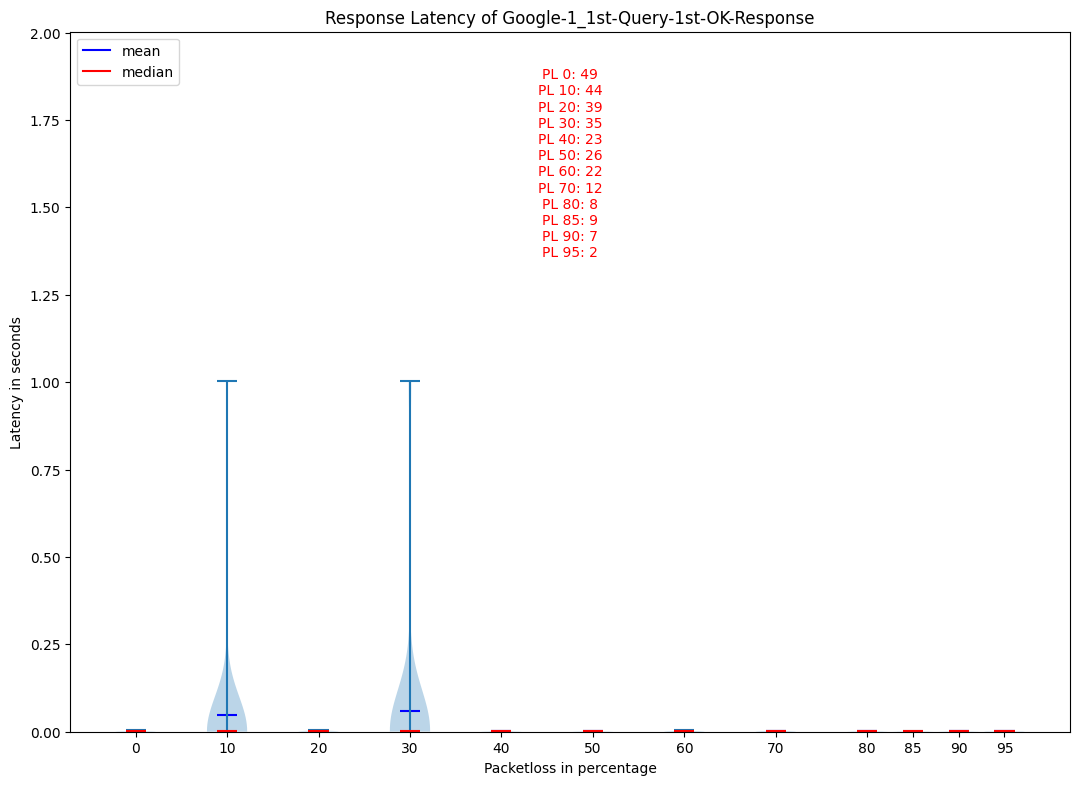 Response Latency of Google-1_1st-Query-1st-OK-Response
2.00
1.75
1.50
1.25
1.00
0.75
0.50
0.25
0.00
Latency in seconds
mean
median
PL 0: 49
PL 10: 44
PL 20: 39
PL 30: 35
PL 40: 23
PL 50: 26
PL 60: 22
PL 70: 12
PL 80: 8
PL 85: 9
PL 90: 7
PL 95: 2
0 10 20 30 40 50 60 70 80 85 90 95
Packetloss in percentage